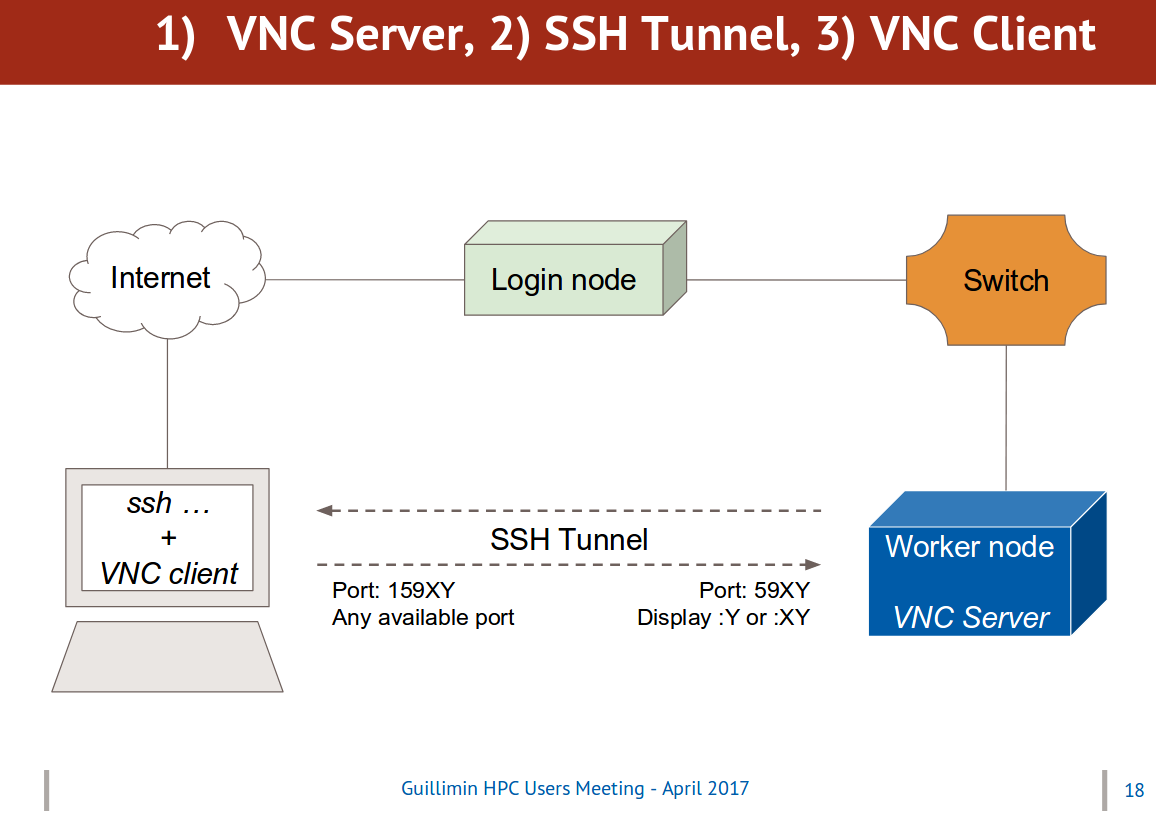 1) VNC Server, 2) SSH Tunnel, 3) VNC Client
Internet
Login node
Switch
ssh …
+
VNC client
SSH Tunnel
Port: 159XY
Any available port
Port: 59XY
Display :Y or :XY
Worker node
VNC Server
Guillimin HPC Users Meeting - April 2017
18